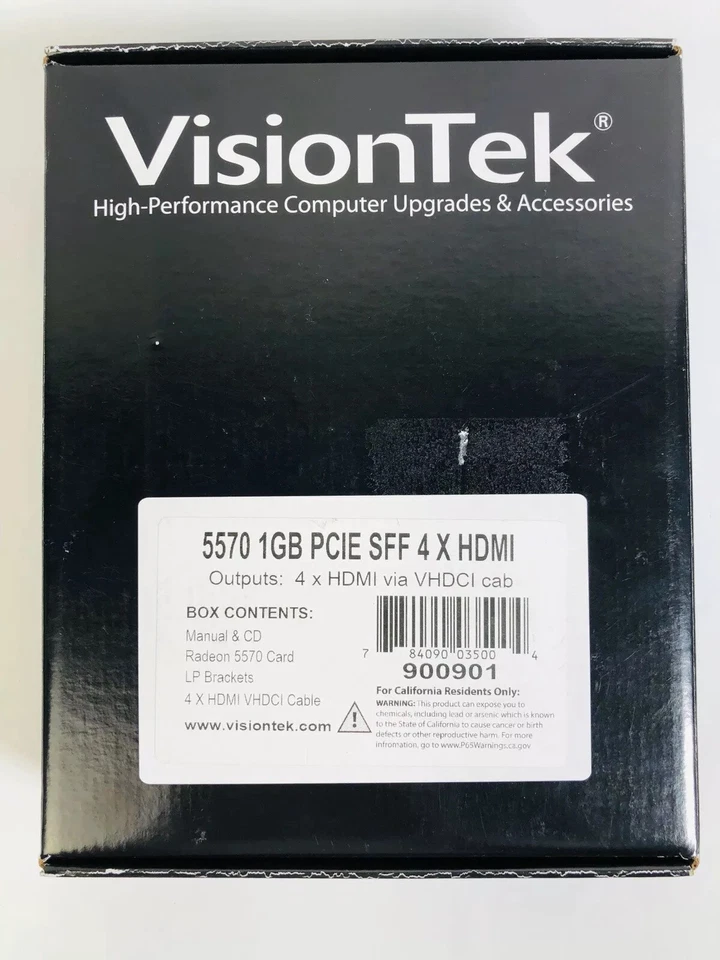 VisionTek®
High-Performance Computer Upgrades & Accessories
5570 1GB PCIE SFF 4 X HDMI
Outputs: 4 x HDMI via VHDCI cab
BOX CONTENTS:
Manual & CD
Radeon 5570 Card
LP Brackets
4 X HDMI VHDCI Cable
www.visiontek.com
7 84090 03500 4
900901
For California Residents Only:
WARNING: This product can expose you to
chemicals, including lead or arsenic which is known
to the State of California to cause cancer or birth
defects or other reproductive harm. For more
infromation, go to www.P65Warnings.ca.gov